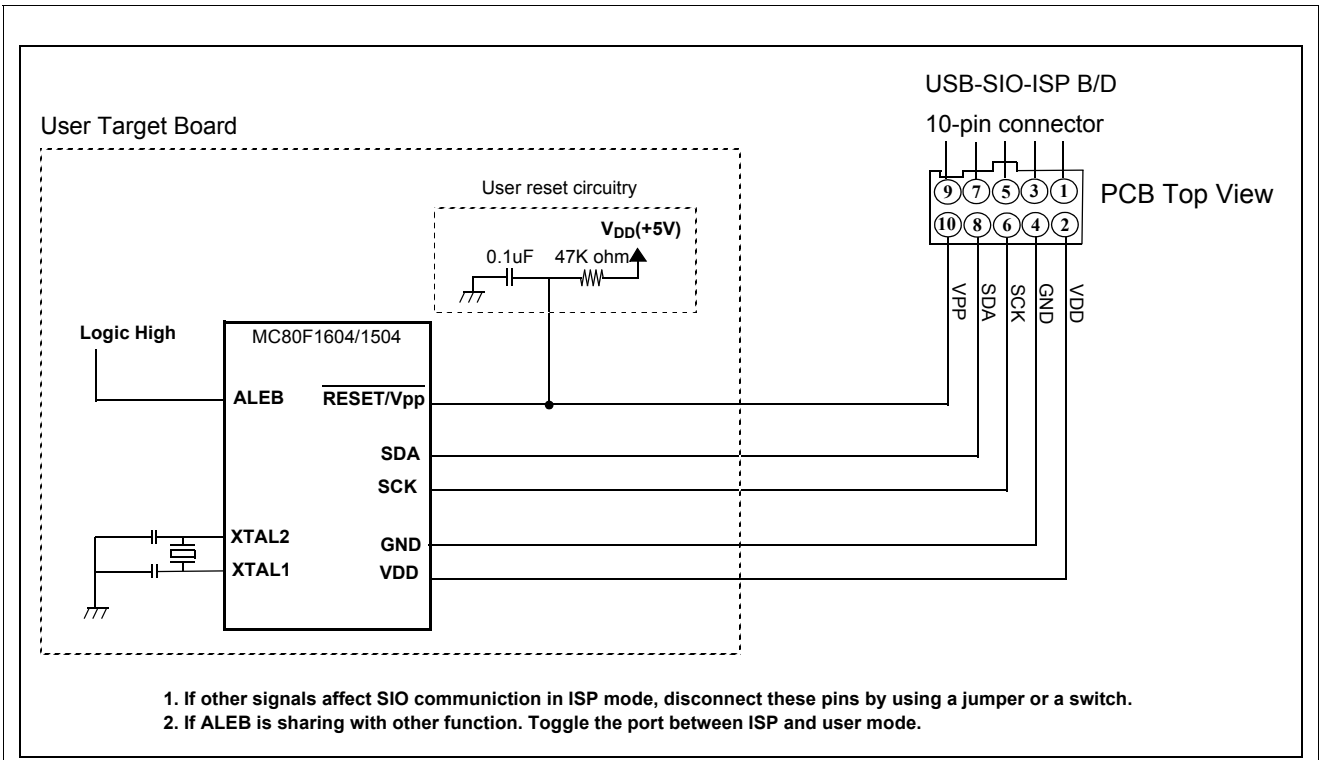 USB-SIO-ISP B/D
10-pin connector
User Target Board
PCB Top View
9 7 5 3 1
10 8 6 4 2
User reset circuitry
VDD(+5V)
0.1uF 47K ohm
VPP
SDA
SCK
GND
VDD
Logic High
MC80F1604/1504
ALEB
RESET/Vpp
SDA
SCK
XTAL2
GND
XTAL1
VDD
1. If other signals affect SIO communiction in ISP mode, disconnect these pins by using a jumper or a switch.
2. If ALEB is sharing with other function. Toggle the port between ISP and user mode.